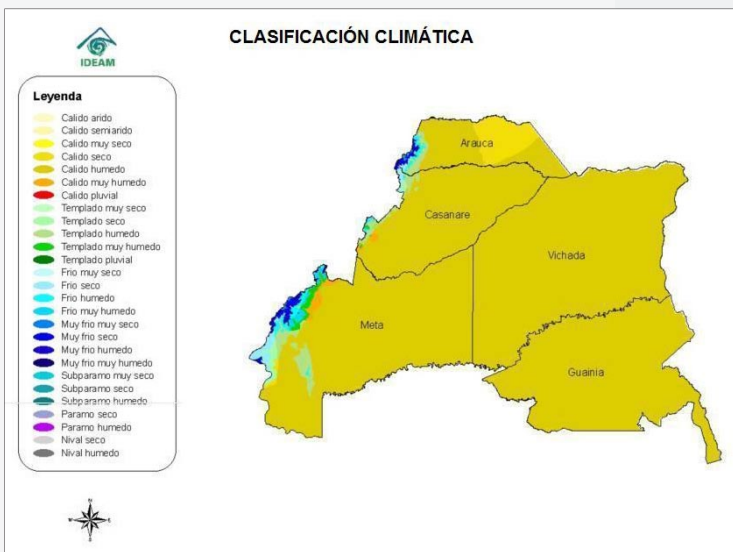 CLASIFICACIÓN CLIMÁTICA
IDEAM
Leyenda
Calido arido
Calido semiarido
Calido muy seco
Calido seco
Calido humedo
Calido muy humedo
Calido pluvial
Templado muy seco
Templado seco
Templado humedo
Templado muy humedo
Templado pluvial
Frio muy seco
Frio seco
Frio humedo
Frio muy humedo
Muy frio muy seco
Muy frio seco
Muy frio humedo
Muy frio muy humedo
Subparamo muy seco
Subparamo seco
Subparamo humedo
Paramo seco
Paramo humedo
Nival seco
Nival humedo
Arauca
Casanare
Vichada
Meta
Guainia
N
W
E
S